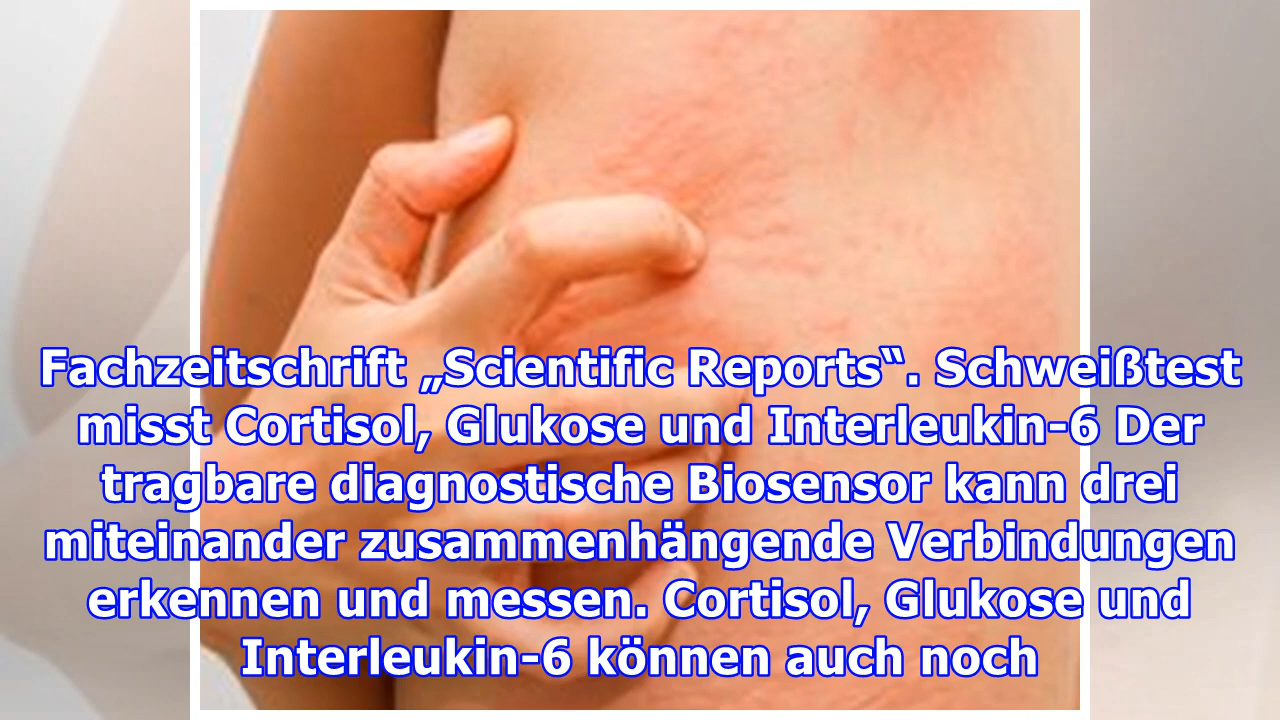 Fachzeitschrift „Scientific Reports“. Schweißtest
misst Cortisol, Glukose und Interleukin-6 Der
tragbare diagnostische Biosensor kann drei
miteinander zusammenhängende Verbindungen
erkennen und messen. Cortisol, Glukose und
Interleukin-6 können auch noch